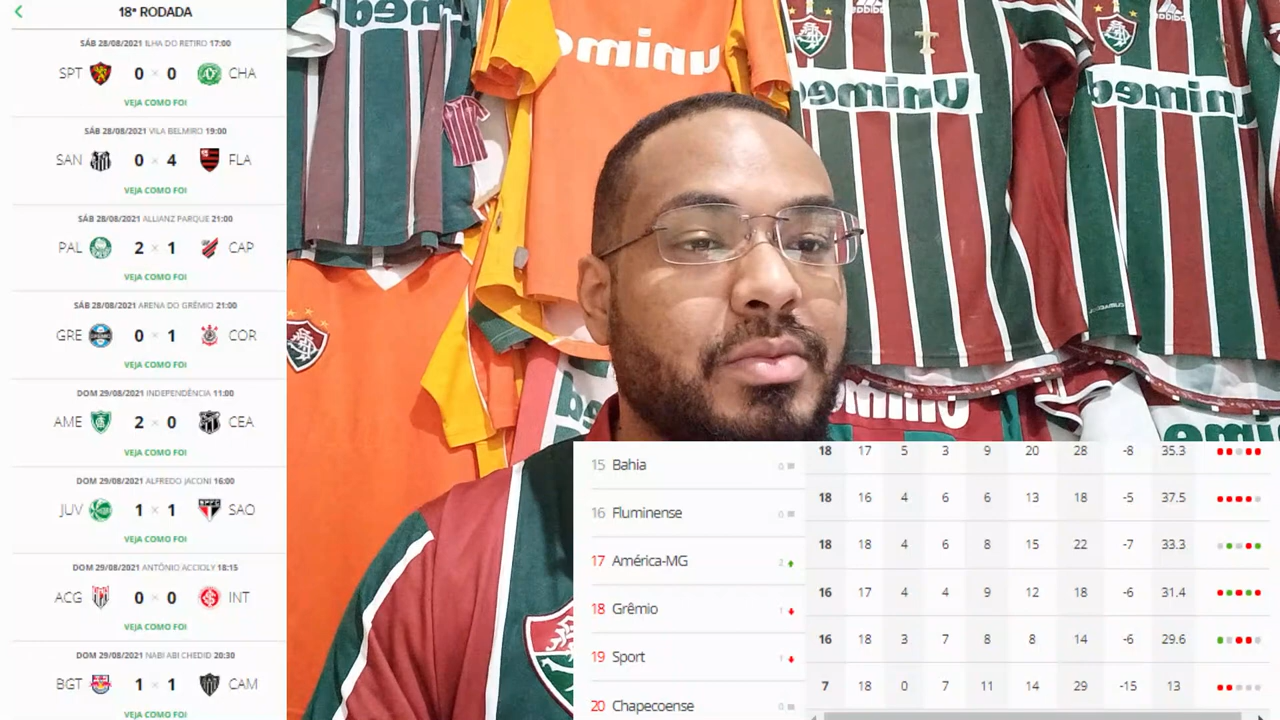 18ª RODADA
SÁB 28/08/2021 ILHA DO RETIRO 17:00
SPT 0 × 0 CHA
VEJA COMO FOI
SÁB 28/08/2021 VILA BELMIRO 19:00
SAN 0 × 4 FLA
VEJA COMO FOI
SÁB 28/08/2021 ALLIANZ PARQUE 21:00
PAL 2 × 1 CAP
VEJA COMO FOI
SÁB 28/08/2021 ARENA DO GRÊMIO 21:00
GRE 0 × 1 COR
VEJA COMO FOI
DOM 29/08/2021 INDEPENDÊNCIA 11:00
AME 2 × 0 CEA
VEJA COMO FOI
DOM 29/08/2021 ALFREDO JACONI 16:00
JUV 1 × 1 SAO
VEJA COMO FOI
DOM 29/08/2021 ANTÔNIO ACCIOLY 18:15
ACG 0 × 0 INT
VEJA COMO FOI
DOM 29/08/2021 NABI ABI CHEDID 20:30
BGT 1 × 1 CAM
VEJA COMO FOI
unimed
Unimed
Unimed
15 Bahia 0 18 17 5 3 9 20 28 -8 35.3
16 Fluminense 0 18 16 4 6 6 13 18 -5 37.5
17 América-MG 2 18 18 4 6 8 15 22 -7 33.3
18 Grêmio 1 16 17 4 4 9 12 18 -6 31.4
19 Sport 1 16 18 3 7 8 8 14 -6 29.6
20 Chapecoense 0 7 18 0 7 11 14 29 -15 13